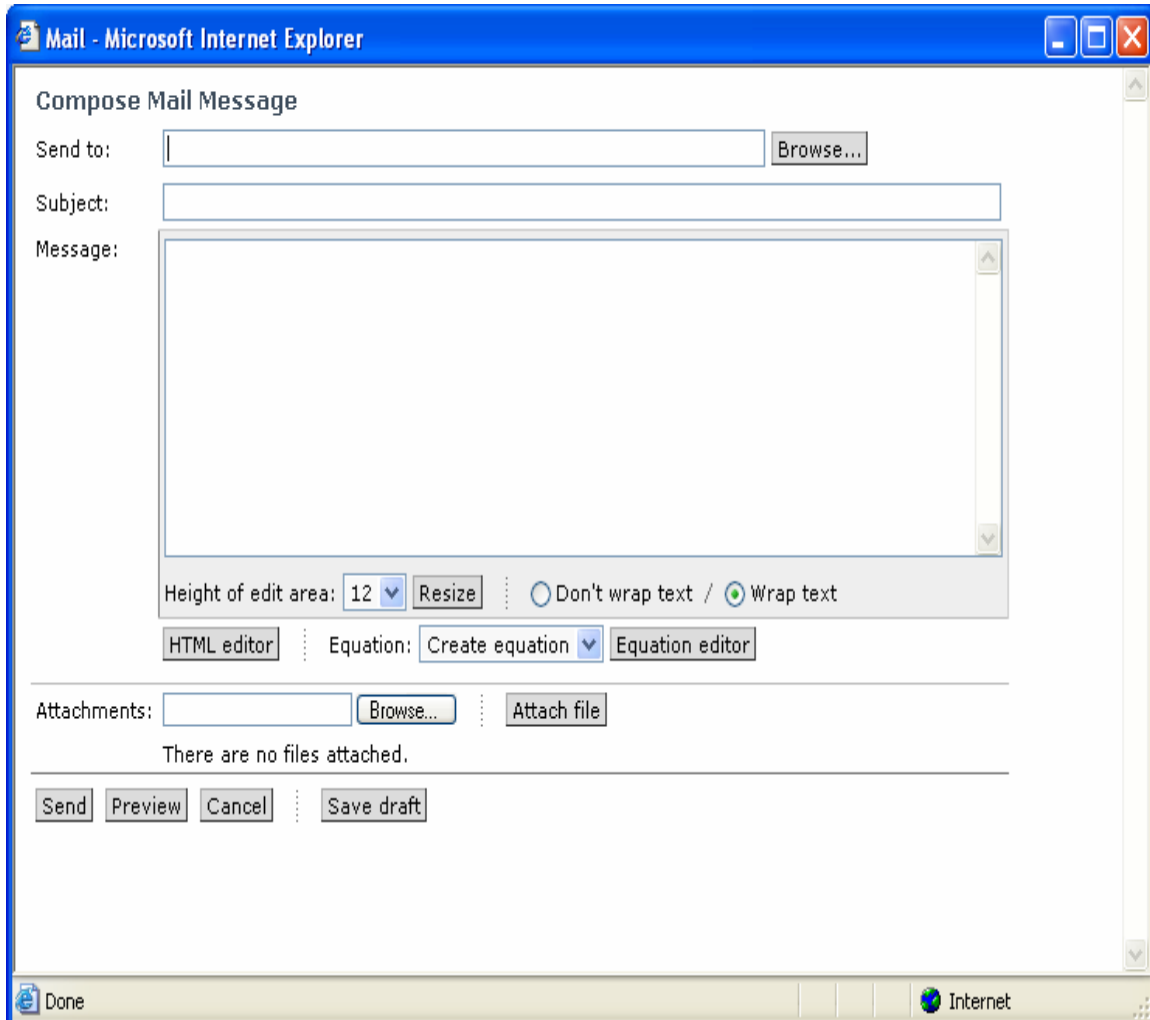 Mail - Microsoft Internet Explorer
Compose Mail Message
Send to: Browse...
Subject:
Message:
Height of edit area: 12 Resize Don't wrap text / Wrap text
HTML editor Equation: Create equation Equation editor
Attachments: Browse... Attach file
There are no files attached.
Send Preview Cancel Save draft
Done Internet